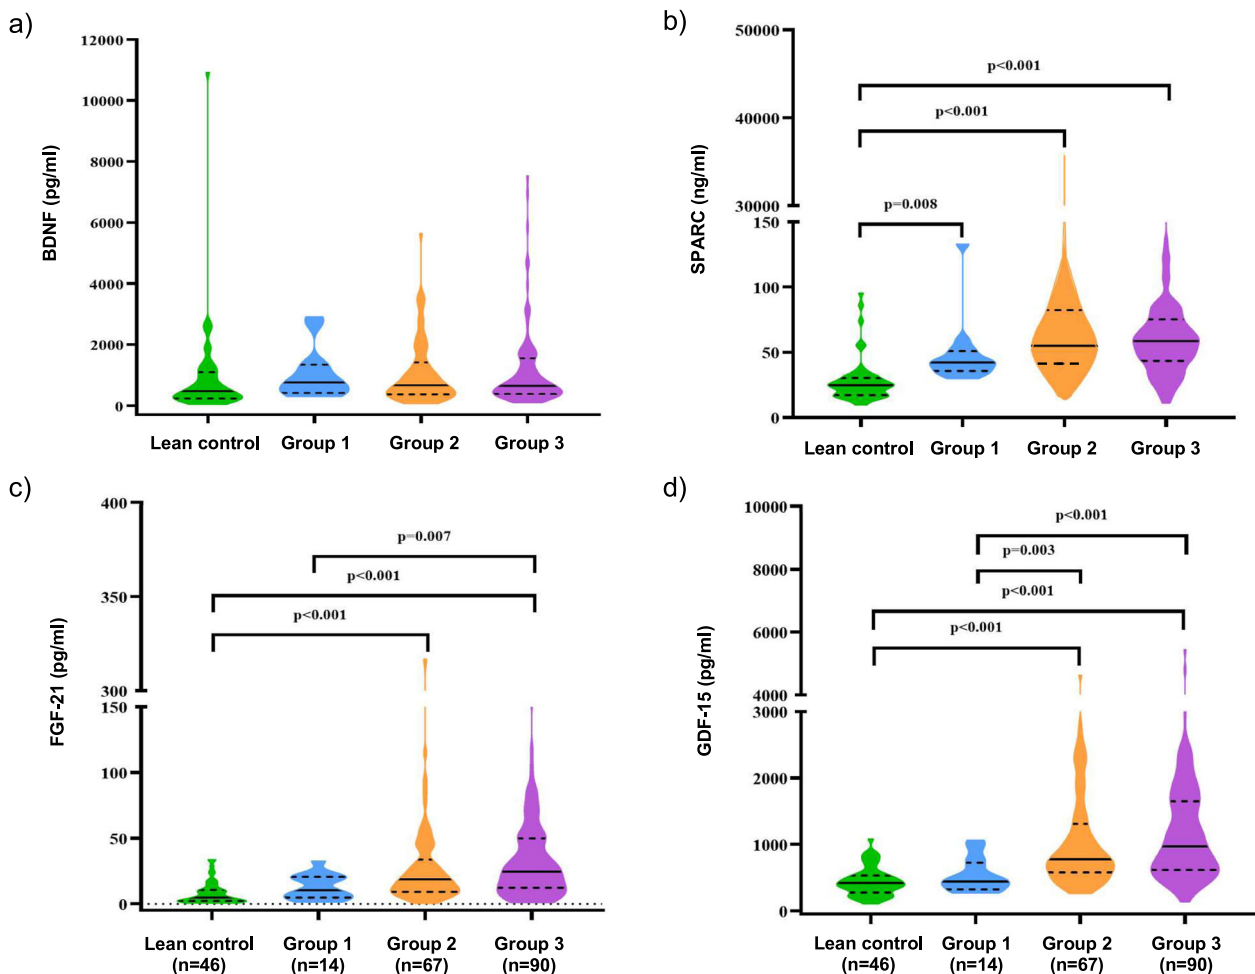 a)
12000
10000
8000
6000
4000
2000
0
BDNF (pg/ml)
Lean control Group 1 Group 2 Group 3
b)
50000
40000
30000
150
100
50
0
SPARC (ng/ml)
p<0.001
p<0.001
p=0.008
Lean control Group 1 Group 2 Group 3
c)
400
350
300
150
100
50
0
FGF-21 (pg/ml)
p=0.007
p<0.001
p<0.001
Lean control Group 1 Group 2 Group 3
(n=46) (n=14) (n=67) (n=90)
d)
10000
8000
6000
4000
3000
2000
1000
0
GDF-15 (pg/ml)
p<0.001
p=0.003
p<0.001
p<0.001
Lean control Group 1 Group 2 Group 3
(n=46) (n=14) (n=67) (n=90)